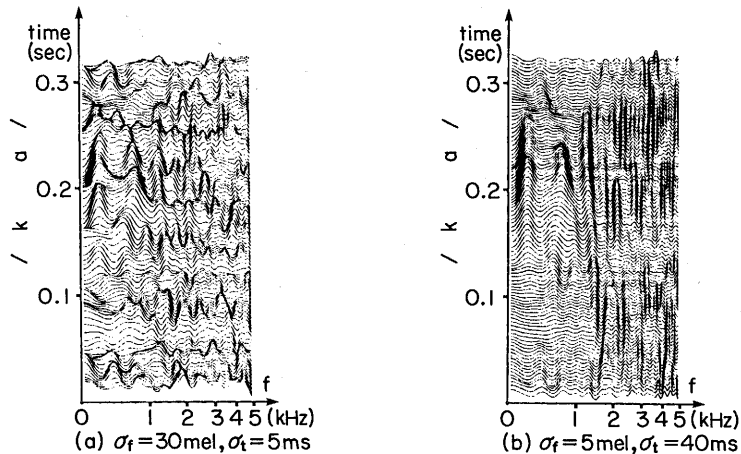 time
(sec)
0.3
0.2
0.1
/ k a /
f
0 1 2 3 4 5 (kHz)
(a) σf=30mel, σt=5ms
time
(sec)
0.3
0.2
0.1
/ k a /
f
0 1 2 3 4 5 (kHz)
(b) σf=5mel, σt=40ms